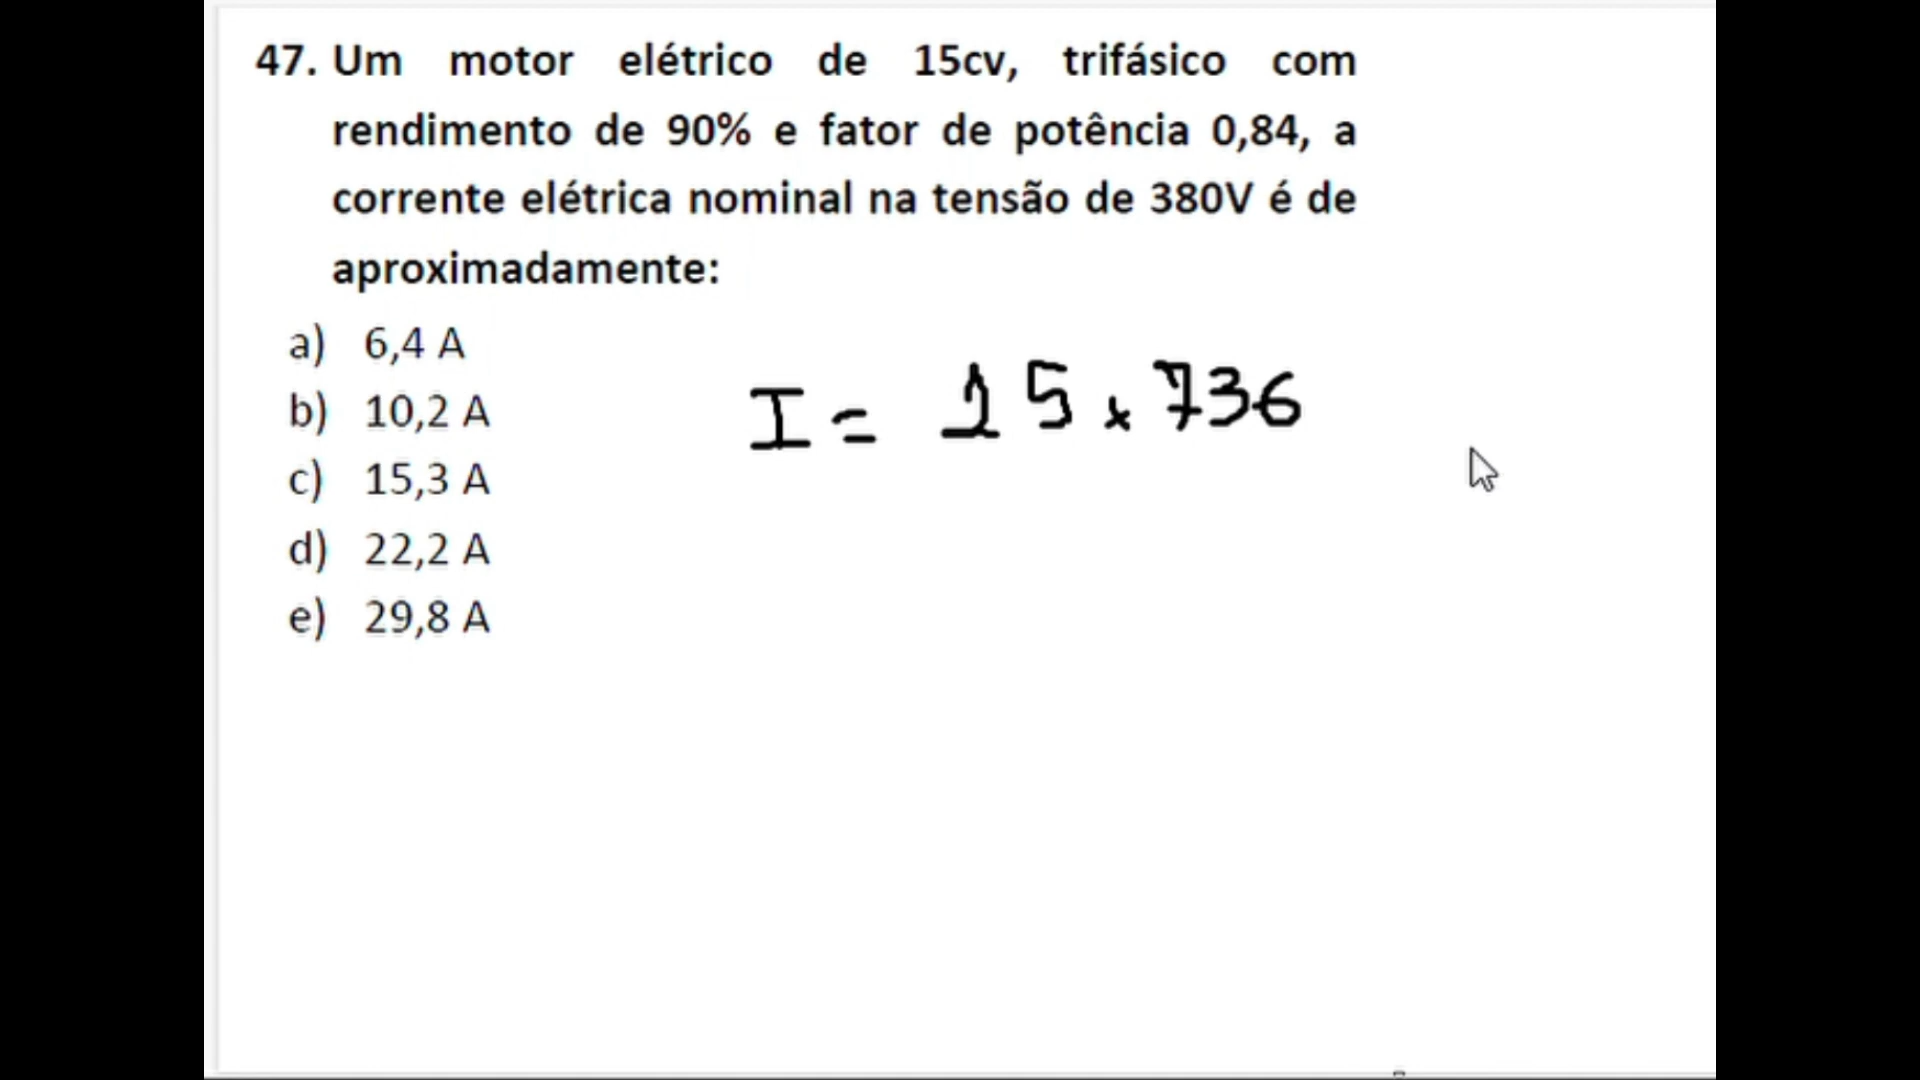 47. Um motor elétrico de 15cv, trifásico com
rendimento de 90% e fator de potência 0,84, a
corrente elétrica nominal na tensão de 380V é de
aproximadamente:
a) 6,4 A
b) 10,2 A
c) 15,3 A
d) 22,2 A
e) 29,8 A
I = 15 x 736